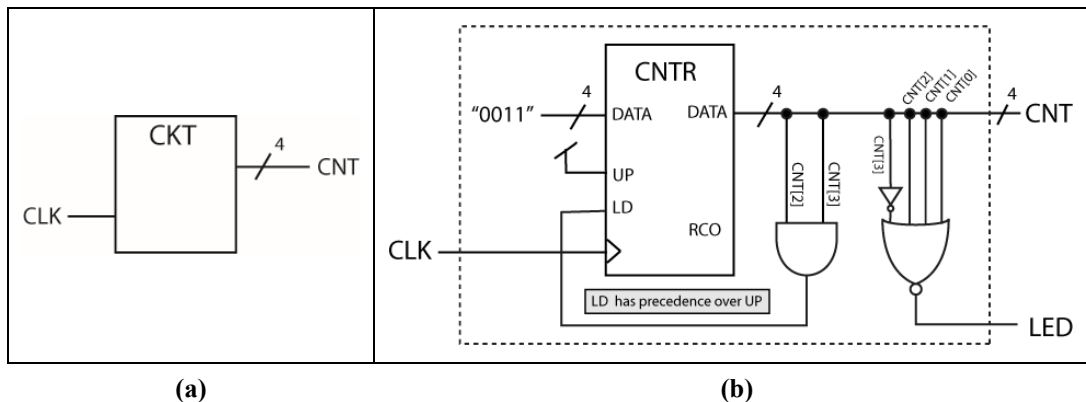 CKT
4
CNT
CLK
(a)
CNTR
4
"0011"
DATA
DATA
4
UP
LD
RCO
CLK
LD has precedence over UP
CNT[2]
CNT[3]
CNT[3]
CNT[2]
CNT[1]
CNT[0]
4
CNT
LED
(b)